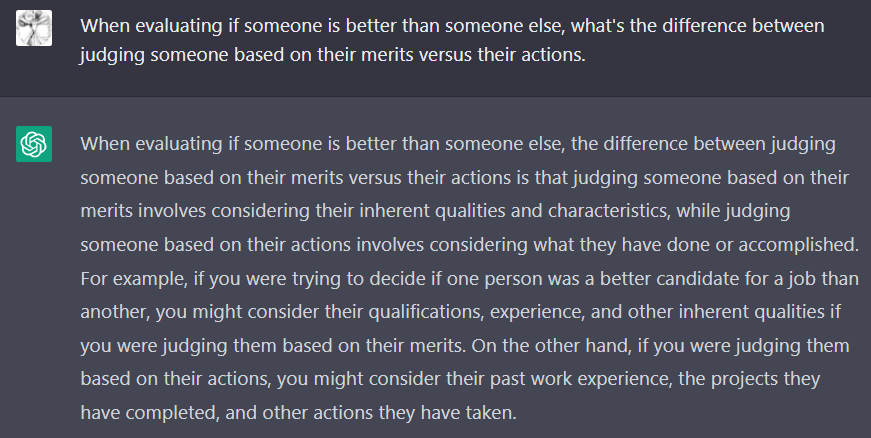 When evaluating if someone is better than someone else, what's the difference between
judging someone based on their merits versus their actions.
When evaluating if someone is better than someone else, the difference between judging
someone based on their merits versus their actions is that judging someone based on their
merits involves considering their inherent qualities and characteristics, while judging
someone based on their actions involves considering what they have done or accomplished.
For example, if you were trying to decide if one person was a better candidate for a job than
another, you might consider their qualifications, experience, and other inherent qualities if
you were judging them based on their merits. On the other hand, if you were judging them
based on their actions, you might consider their past work experience, the projects they
have completed, and other actions they have taken.